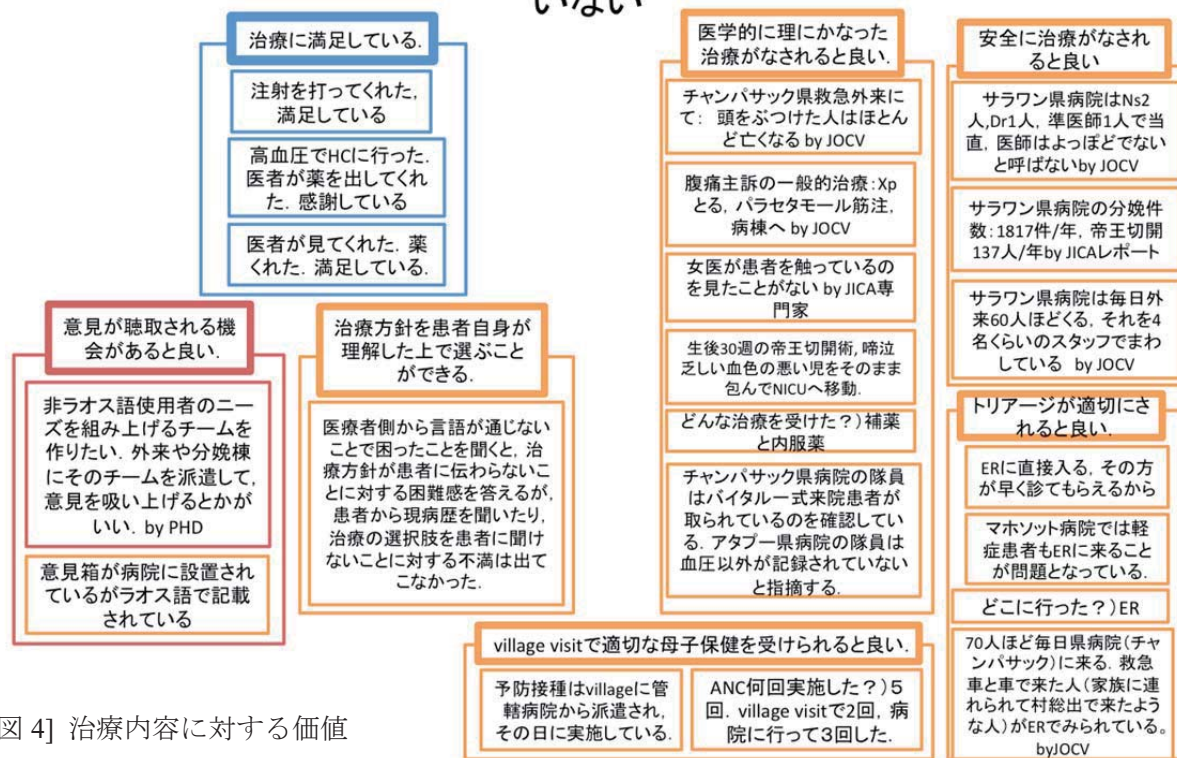 いない
治療に満足している.
注射を打ってくれた,
満足している
高血圧でHCに行った.
医者が薬を出してくれ
た. 感謝している
医者が見てくれた. 薬
くれた. 満足している.
意見が聴取される機
会があると良い.
非ラオス語使用者のニー
ズを組み上げるチームを
作りたい. 外来や分娩棟
にそのチームを派遣して,
意見を吸い上げるとかが
いい. by PHD
意見箱が病院に設置され
ているがラオス語で記載
されている
治療方針を患者自身が
理解した上で選ぶこと
ができる.
医療者側から言語が通じない
ことで困ったことを聞くと, 治
療方針が患者に伝わらないこ
とに対する困難感を答えるが,
患者から現病歴を聞いたり,
治療の選択肢を患者に聞け
ないことに対する不満は出て
こなかった.
医学的に理にかなった
治療がなされると良い.
チャンパサック県救急外来に
て: 頭をぶつけた人はほとん
ど亡くなる by JOCV
腹痛主訴の一般的治療:Xp
とる, パラセタモール筋注,
病棟へ by JOCV
女医が患者を触っているの
を見たことがない by JICA専
門家
生後30週の帝王切開術, 啼泣
乏しい血色の悪い児をそのまま
包んでNICUへ移動.
どんな治療を受けた?)補薬
と内服薬
チャンパサック県病院の隊員
はバイタル一式来院患者が
取られているのを確認してい
る. アタプー県病院の隊員は
血圧以外が記録されていない
と指摘する.
安全に治療がなされ
ると良い
サラワン県病院はNs2
人,Dr1人, 準医師1人で当
直, 医師はよっぽどでない
と呼ばないby JOCV
サラワン県病院の分娩件
数:1817件/年, 帝王切開
137人/年by JICAレポート
サラワン県病院は毎日外
来60人ほどくる, それを4
名くらいのスタッフでまわ
している by JOCV
トリアージが適切にさ
れると良い.
ERに直接入る, その方
が早く診てもらえるから
マホソット病院では軽
症患者もERに来ること
が問題となっている.
どこに行った?)ER
70人ほど毎日県病院(チャ
ンパサック)に来る. 救急
車と車で来た人(家族に連
れられて村総出で来たよう
な人)がERでみられている。
byJOCV
village visitで適切な母子保健を受けられると良い.
予防接種はvillageに管
轄病院から派遣され,
その日に実施している.
ANC何回実施した?)5
回. village visitで2回, 病
院に行って3回した.
図 4] 治療内容に対する価値